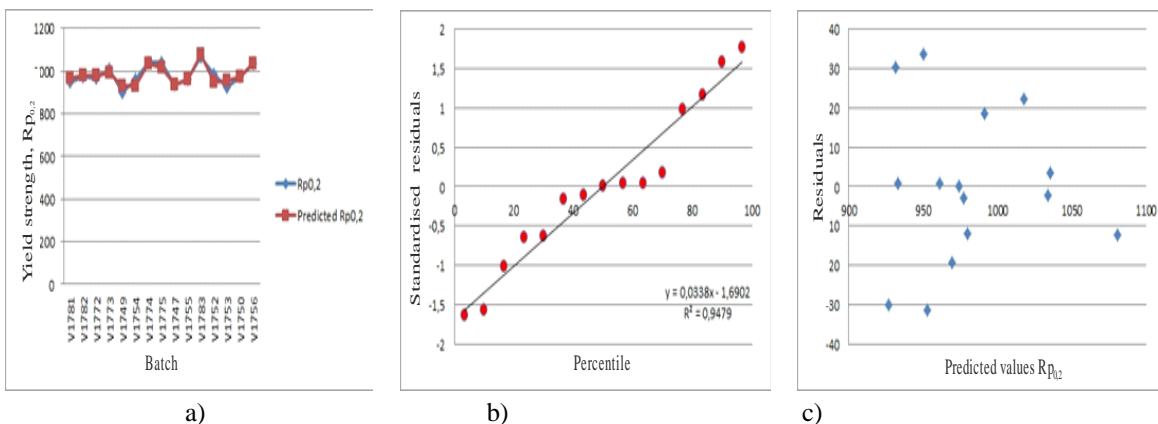 1200
1000
800
600
400
200
0
Yield strength, Rp0,2
Rp0,2
Predicted Rp0,2
v1781
v1782
v1772
v1773
v1749
v1754
v1774
v1775
v1747
v1755
v1783
v1752
v1753
v1750
v1756
Batch
a)
2
1,5
1
0,5
0
-0,5
-1
-1,5
-2
Standardised residuals
0 20 40 60 80 100
y = 0,0338x - 1,6902
R² = 0,9479
Percentile
b)
40
30
20
10
0
10
20
30
-40
Residuals
900 950 1000 1050 1100
Predicted values Rp0,2
c)